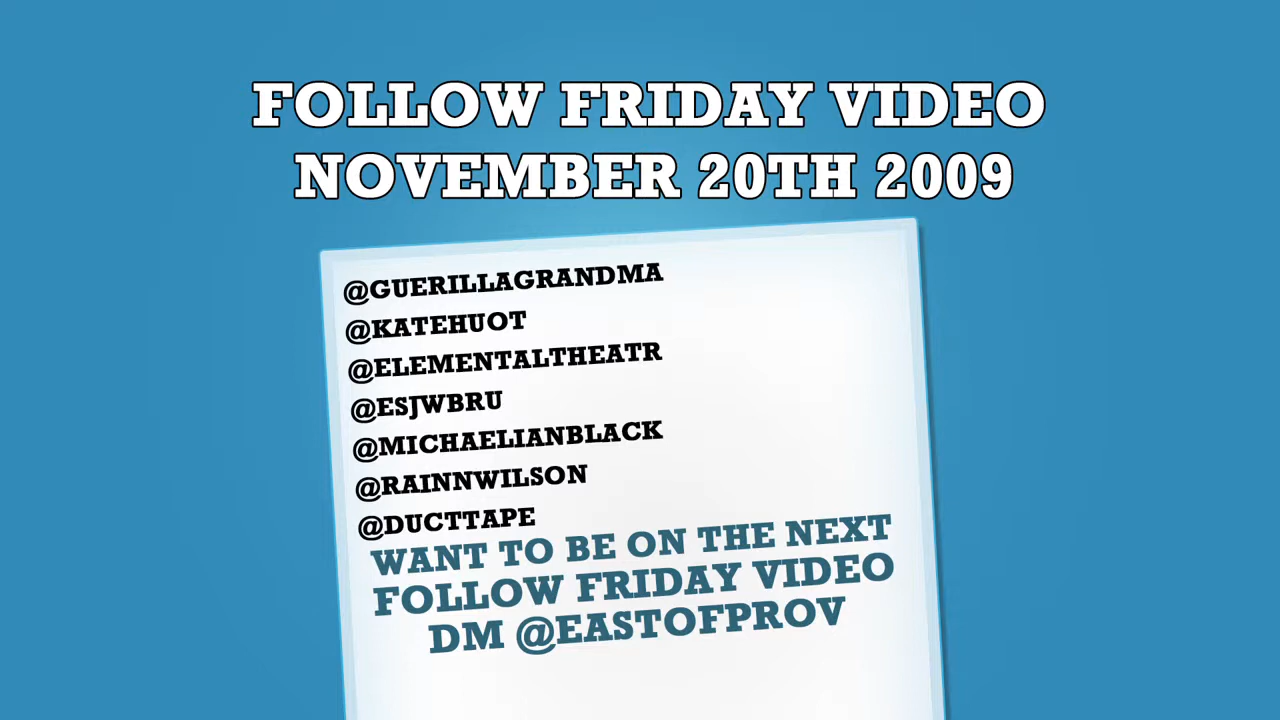 FOLLOW FRIDAY VIDEO
NOVEMBER 20TH 2009
@GUERILLAGRANDMA
@KATEHUOT
@ELEMENTALTHEATR
@ESJWBRU
@MICHAELIANBLACK
@RAINNWILSON
@DUCTTAPE
WANT TO BE ON THE NEXT
FOLLOW FRIDAY VIDEO
DM @EASTOFPROV